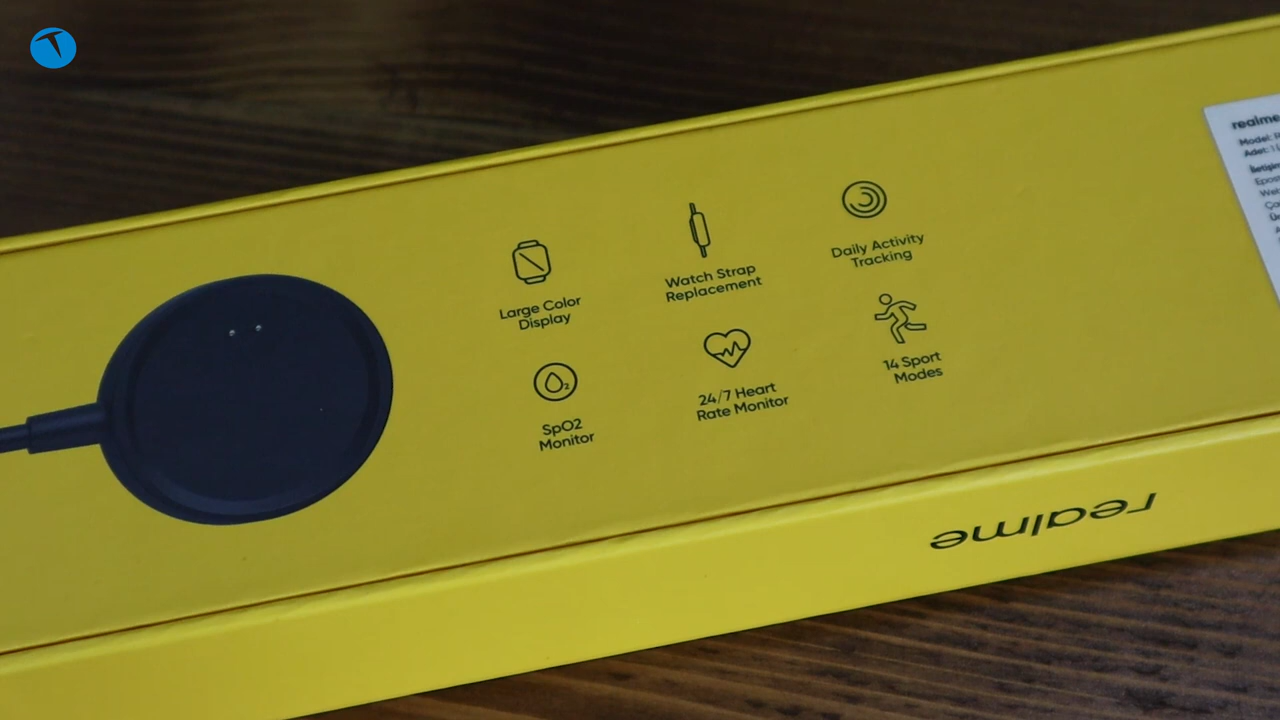 Large Color
Display
Watch Strap
Replacement
Daily Activity
Tracking
SpO2
Monitor
24/7 Heart
Rate Monitor
14 Sport
Modes
realme
Model:
Adet:
realme